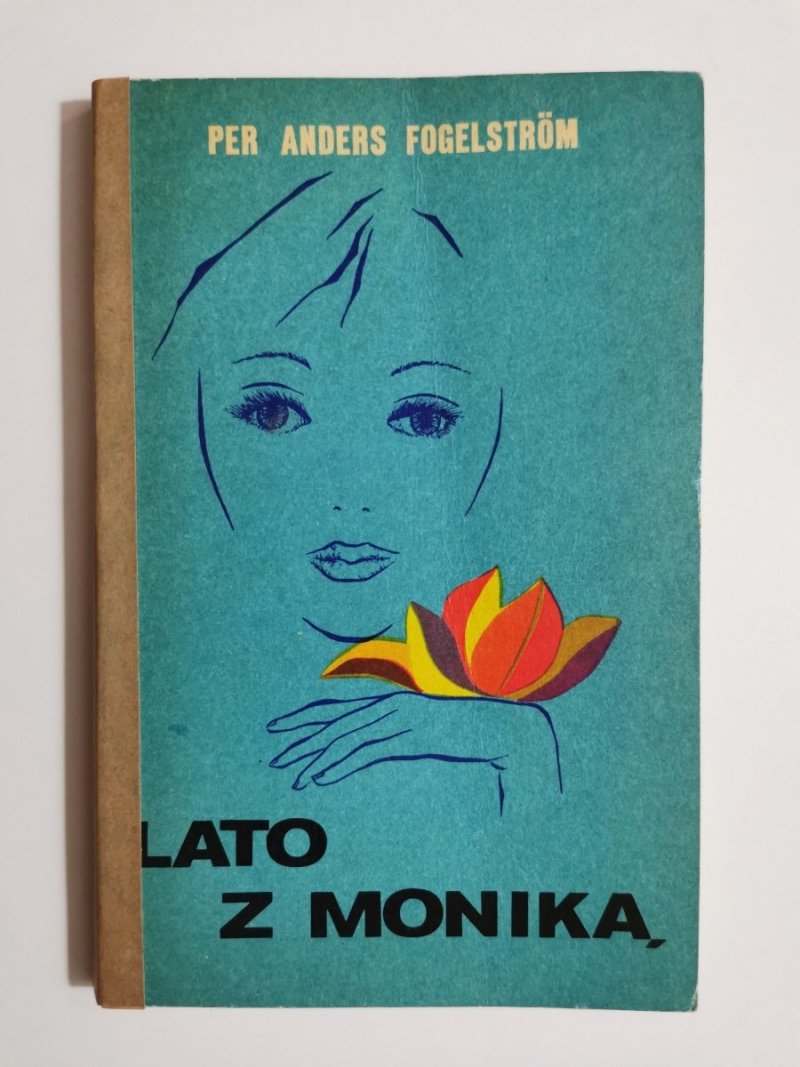 PER ANDERS FOGELSTRÖM
LATO
Z MONIKĄ